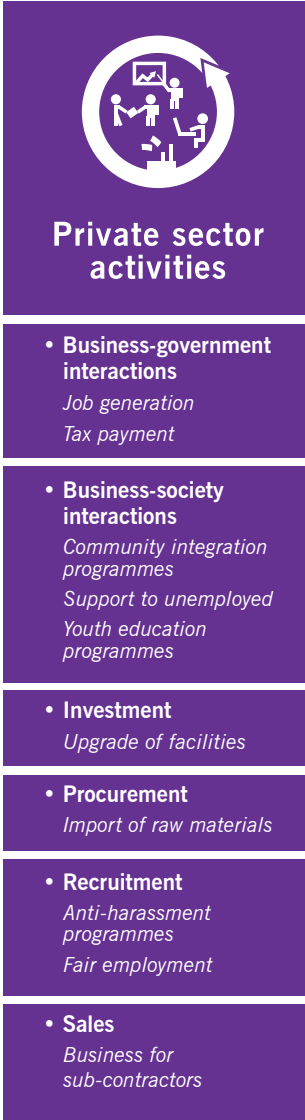 Private sector
activities
• Business-government
interactions
Job generation
Tax payment
• Business-society
interactions
Community integration
programmes
Support to unemployed
Youth education
programmes
• Investment
Upgrade of facilities
• Procurement
Import of raw materials
• Recruitment
Anti-harassment
programmes
Fair employment
• Sales
Business for
sub-contractors